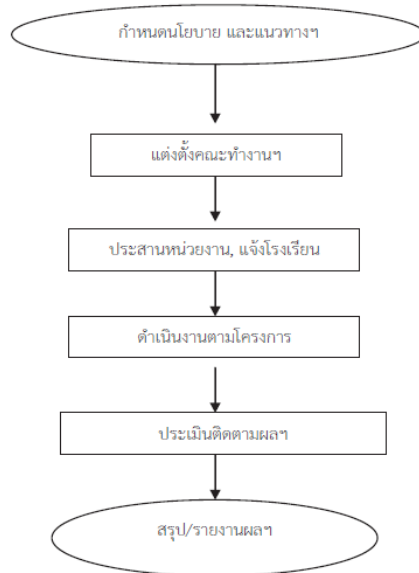 กำหนดนโยบาย และแนวทางฯ
แต่งตั้งคณะทำงานฯ
ประสานหน่วยงาน, แจ้งโรงเรียน
ดำเนินงานตามโครงการ
ประเมินติดตามผลฯ
สรุป/รายงานผลฯ